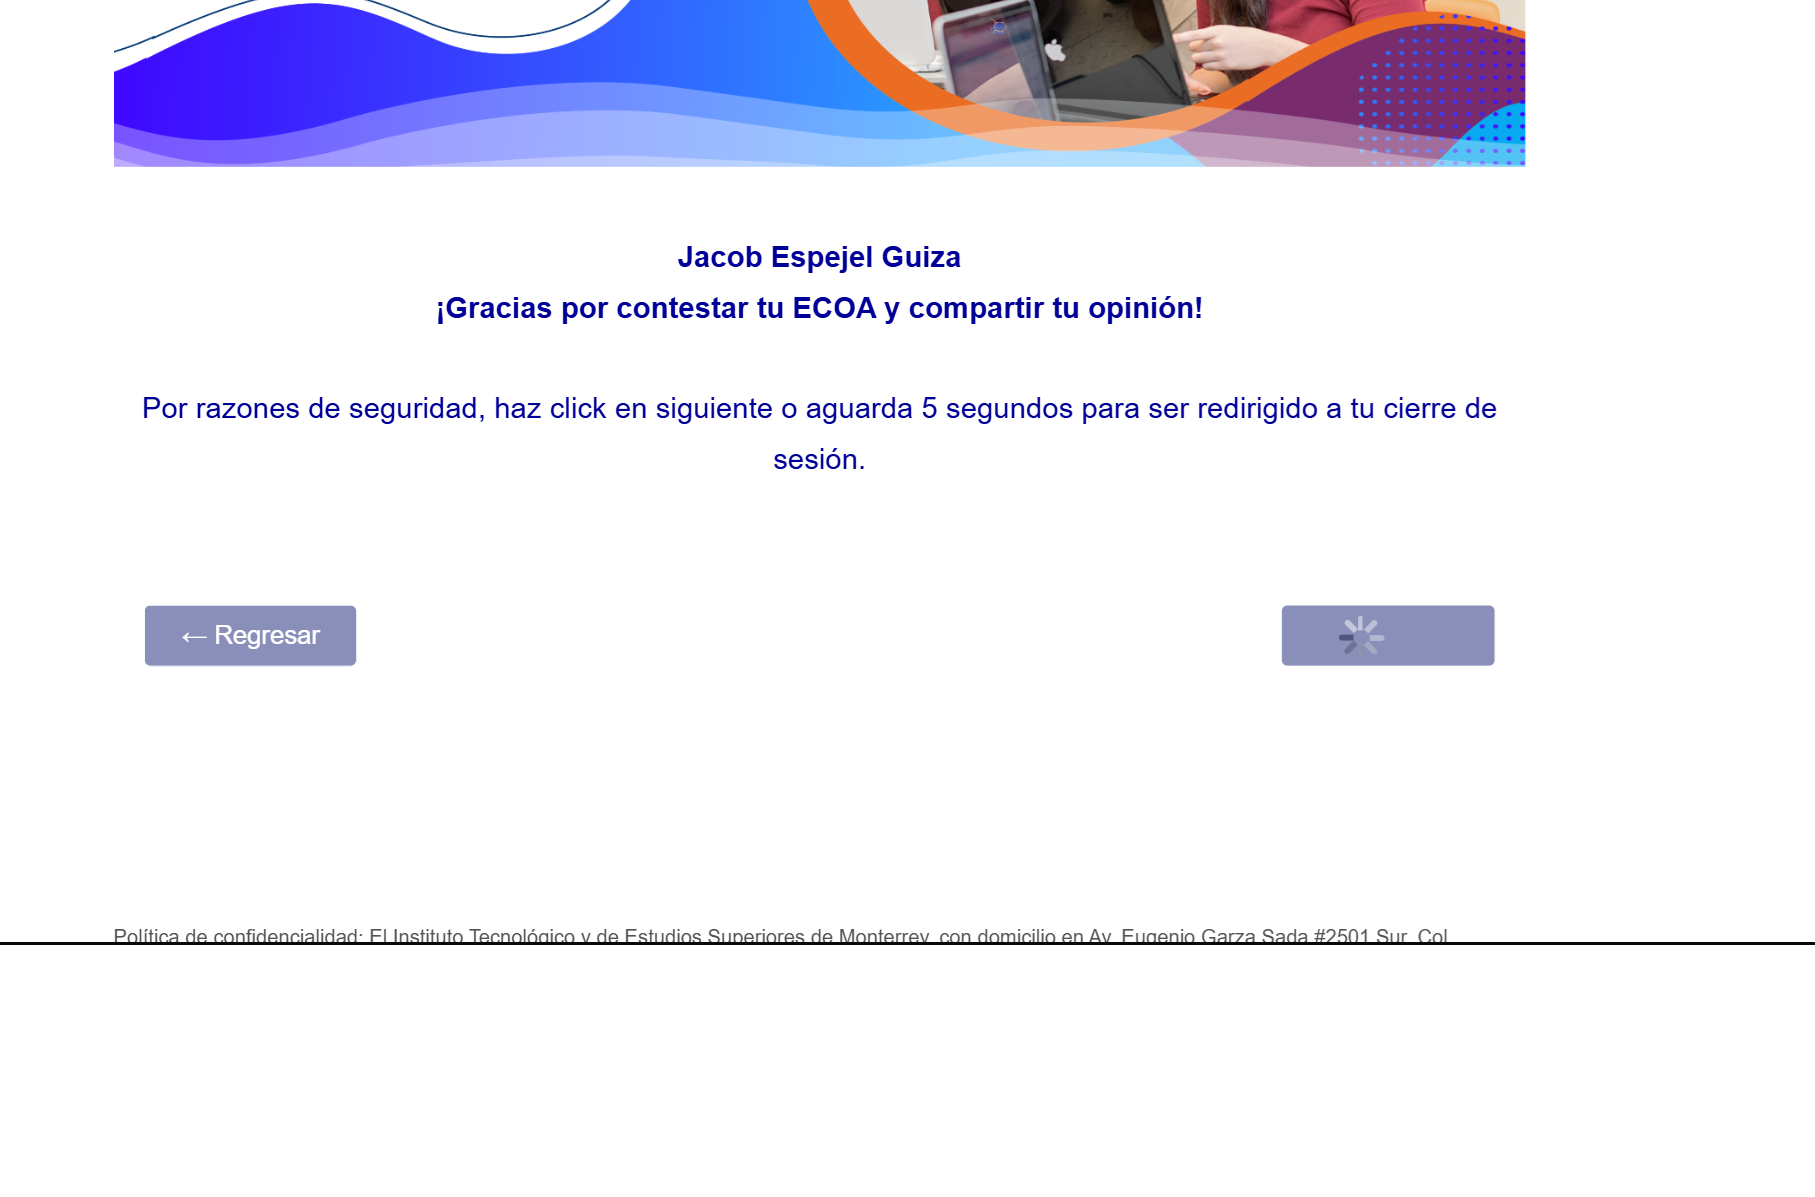 Jacob Espejel Guiza
¡Gracias por contestar tu ECOA y compartir tu opinión!
Por razones de seguridad, haz click en siguiente o aguarda 5 segundos para ser redirigido a tu cierre de
sesión.
← Regresar
Política de confidencialidad: El Instituto Tecnológico y de Estudios Superiores de Monterrey, con domicilio en Av. Eugenio Garza Sada #2501 Sur, Col